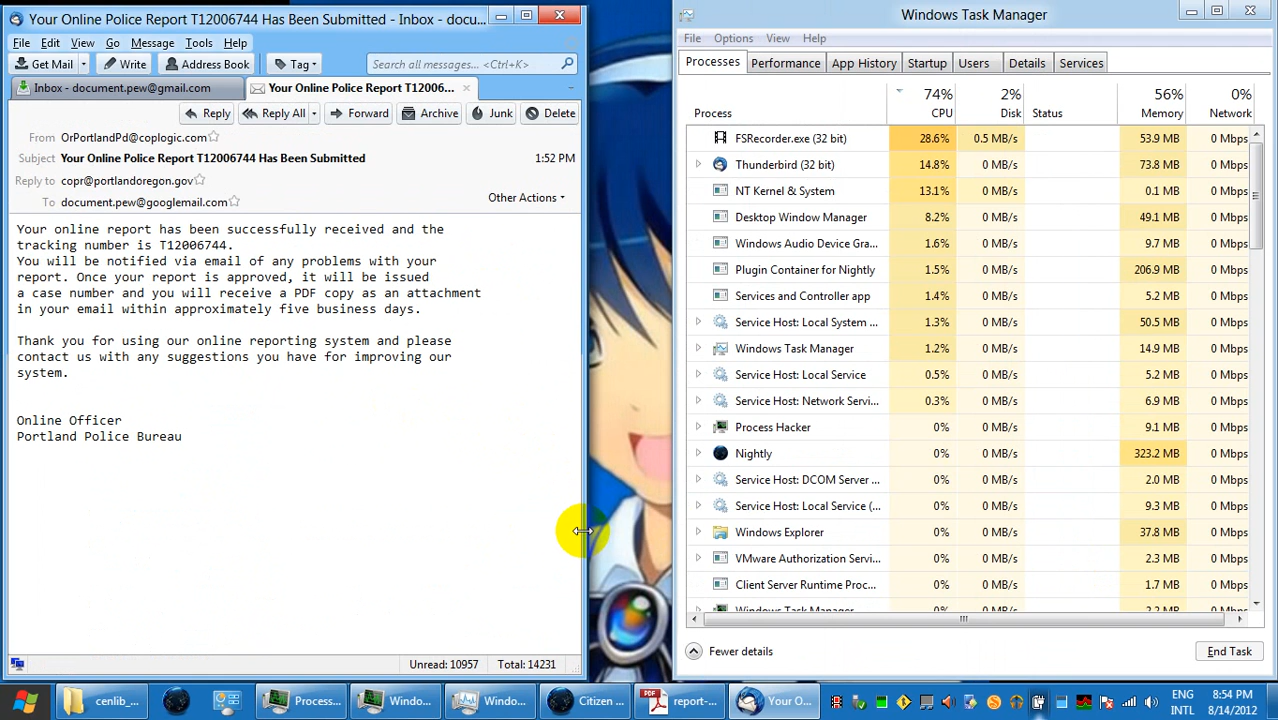 Your Online Police Report T12006744 Has Been Submitted - Inbox - docu...
File Edit View Go Message Tools Help
Get Mail Write Address Book Tag Search all messages... <Ctrl+K>
Inbox - document.pew@gmail.com Your Online Police Report T12006...
Reply Reply All Forward Archive Junk Delete
From OrPortlandPd@coplogic.com
Subject Your Online Police Report T12006744 Has Been Submitted 1:52 PM
Reply to copr@portlandoregon.gov
To document.pew@googlemail.com Other Actions
Your online report has been successfully received and the
tracking number is T12006744.
You will be notified via email of any problems with your
report. Once your report is approved, it will be issued
a case number and you will receive a PDF copy as an attachment
in your email within approximately five business days.
Thank you for using our online reporting system and please
contact us with any suggestions you have for improving our
system.
Online Officer
Portland Police Bureau
Unread: 10957 Total: 14231
Windows Task Manager
File Options View Help
Processes Performance App History Startup Users Details Services
74% 2% 56% 0%
Process CPU Disk Status Memory Network
FSRecorder.exe (32 bit) 28.6% 0.5 MB/s 53.9 MB 0 Mbps
Thunderbird (32 bit) 14.8% 0 MB/s 73.8 MB 0 Mbps
NT Kernel & System 13.1% 0 MB/s 0.1 MB 0 Mbps
Desktop Window Manager 8.2% 0 MB/s 49.1 MB 0 Mbps
Windows Audio Device Gra... 1.6% 0 MB/s 9.7 MB 0 Mbps
Plugin Container for Nightly 1.5% 0 MB/s 206.9 MB 0 Mbps
Services and Controller app 1.4% 0 MB/s 5.2 MB 0 Mbps
Service Host: Local System ... 1.3% 0 MB/s 50.5 MB 0 Mbps
Windows Task Manager 1.2% 0 MB/s 14.9 MB 0 Mbps
Service Host: Local Service 0.5% 0 MB/s 5.2 MB 0 Mbps
Service Host: Network Servi... 0.3% 0 MB/s 6.9 MB 0 Mbps
Process Hacker 0% 0 MB/s 9.1 MB 0 Mbps
Nightly 0% 0 MB/s 323.2 MB 0 Mbps
Service Host: DCOM Server ... 0% 0 MB/s 2.0 MB 0 Mbps
Service Host: Local Service (... 0% 0 MB/s 9.3 MB 0 Mbps
Windows Explorer 0% 0 MB/s 37.8 MB 0 Mbps
VMware Authorization Servi... 0% 0 MB/s 2.3 MB 0 Mbps
Client Server Runtime Proc... 0% 0 MB/s 1.7 MB 0 Mbps
Windows Task Manager 0% 0 MB/s 2.2 MB 0 Mbps
Fewer details End Task
cenlib_... Process... Windo... Windo... Citizen ... PDF report-... Your O... ENG INTL 8:54 PM 8/14/2012